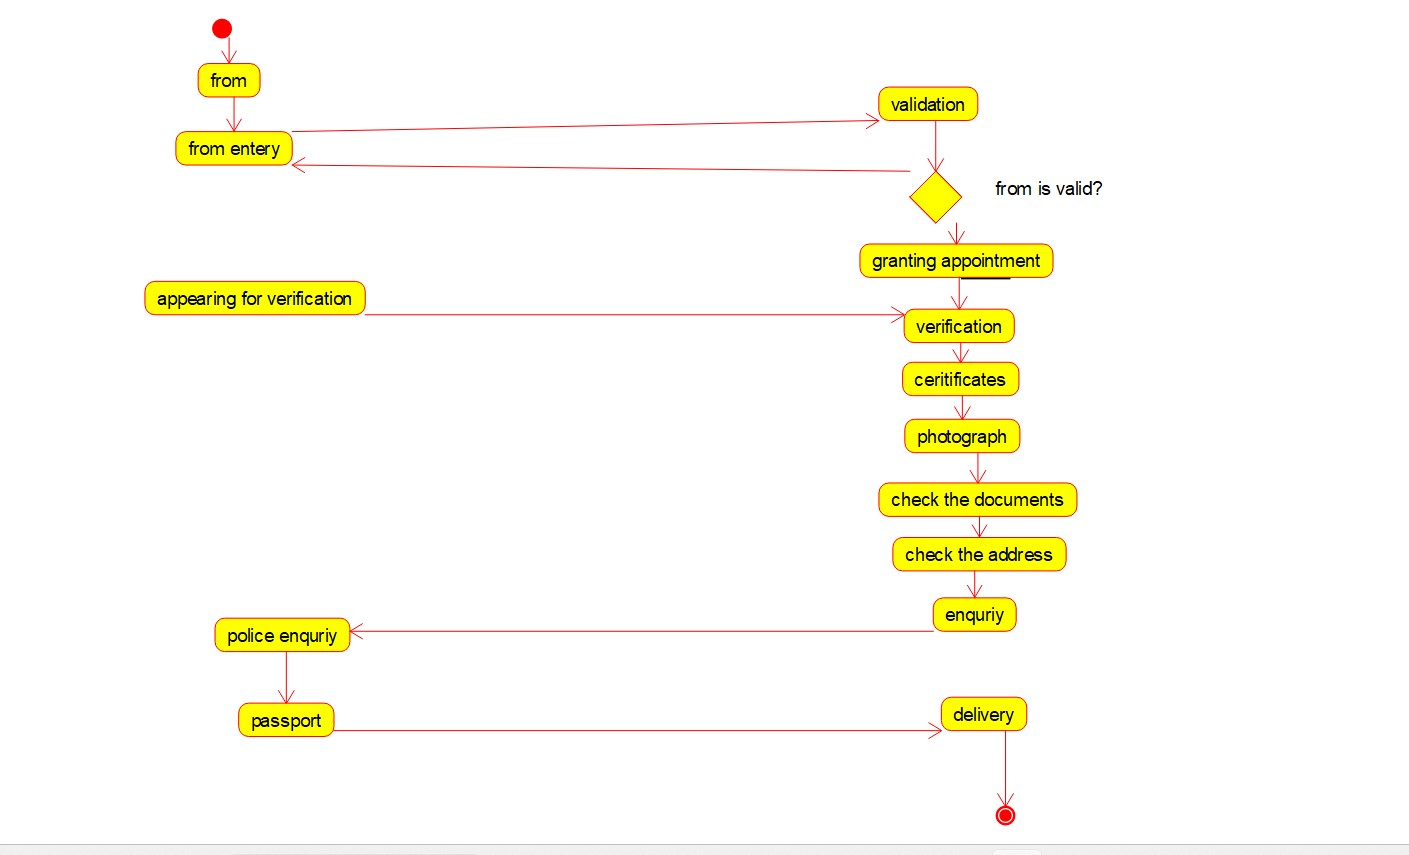 from
validation
from entery
from is valid?
granting appointment
appearing for verification
verification
ceritificates
photograph
check the documents
check the address
enquriy
police enquriy
passport
delivery